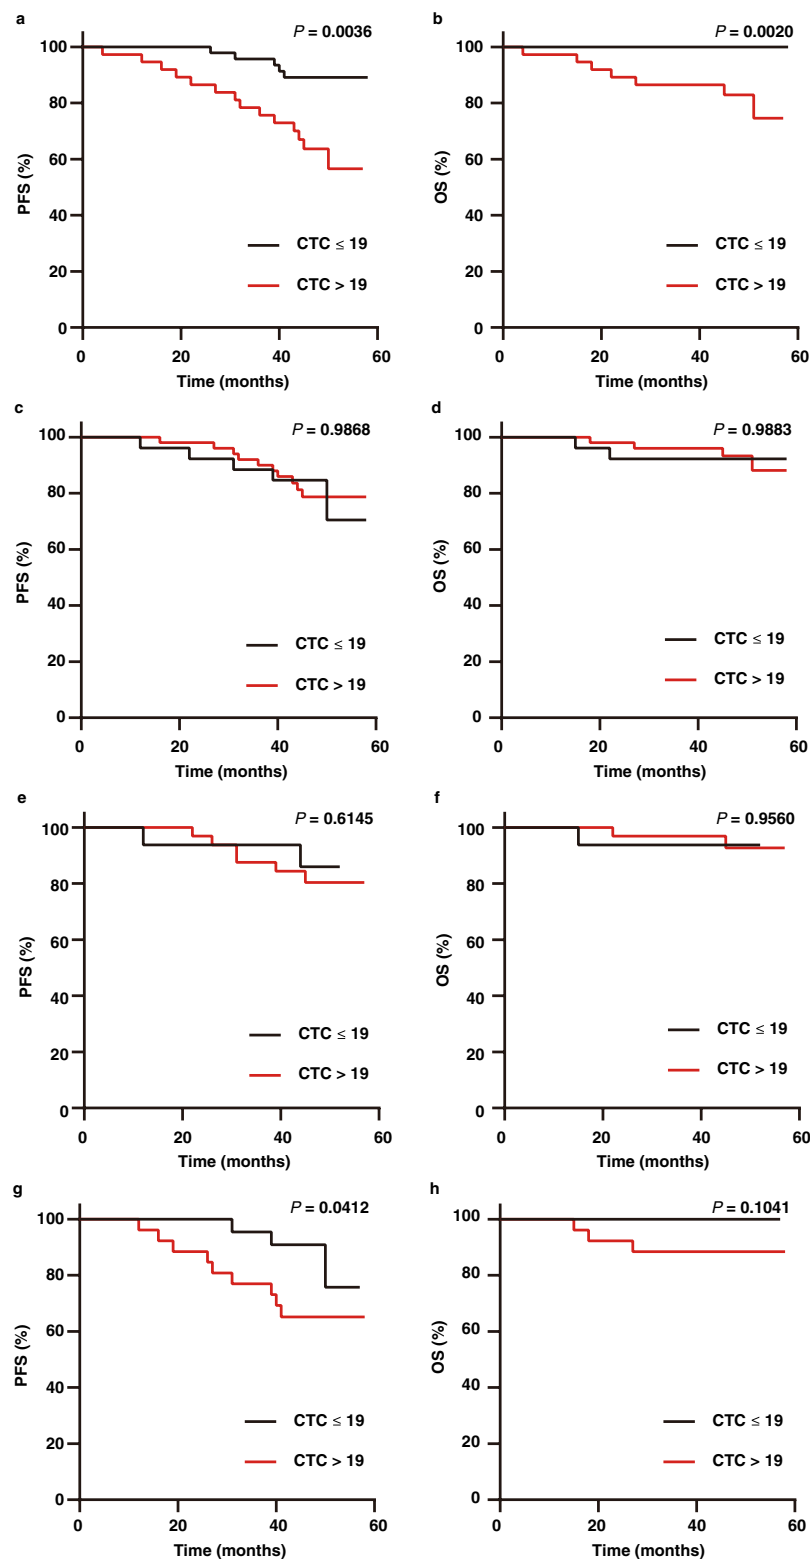 a
P = 0.0036
100
80
60
40
20
0
PFS (%)
CTC ≤ 19
CTC > 19
0 20 40 60
Time (months)
b
P = 0.0020
100
80
60
40
20
0
OS (%)
CTC ≤ 19
CTC > 19
0 20 40 60
Time (months)
c
P = 0.9868
100
80
60
40
20
0
PFS (%)
CTC ≤ 19
CTC > 19
0 20 40 60
Time (months)
d
P = 0.9883
100
80
60
40
20
0
OS (%)
CTC ≤ 19
CTC > 19
0 20 40 60
Time (months)
e
P = 0.6145
100
80
60
40
20
0
PFS (%)
CTC ≤ 19
CTC > 19
0 20 40 60
Time (months)
f
P = 0.9560
100
80
60
40
20
0
OS (%)
CTC ≤ 19
CTC > 19
0 20 40 60
Time (months)
g
P = 0.0412
100
80
60
40
20
0
PFS (%)
CTC ≤ 19
CTC > 19
0 20 40 60
Time (months)
h
P = 0.1041
100
80
60
40
20
0
OS (%)
CTC ≤ 19
CTC > 19
0 20 40 60
Time (months)